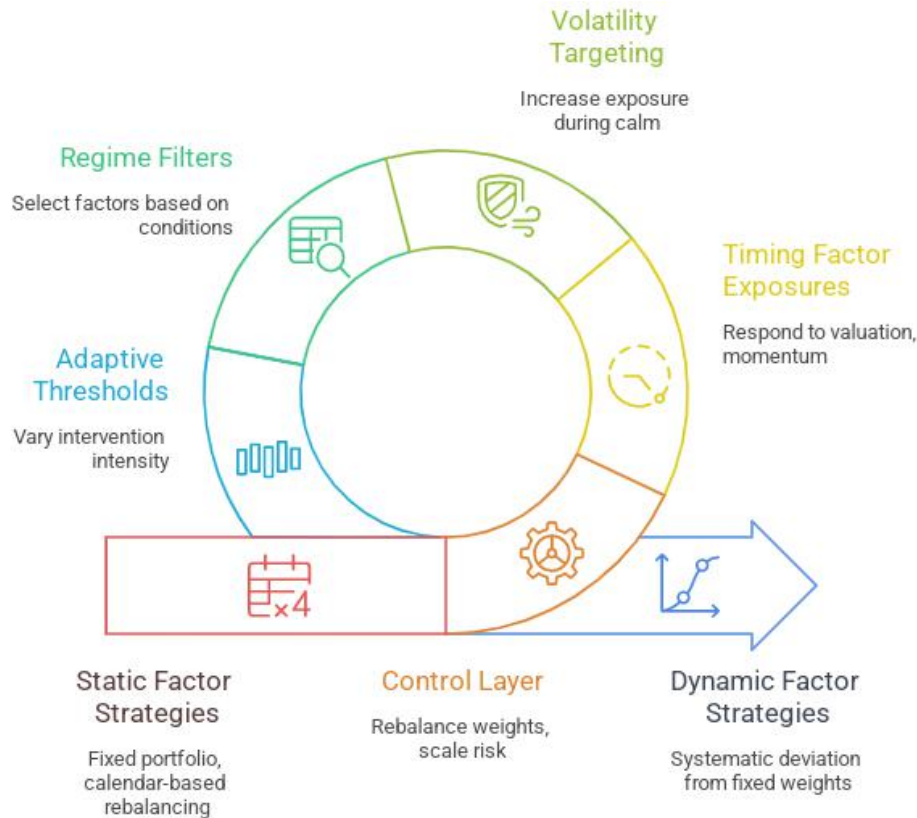 Volatility
Targeting
Increase exposure
during calm
Regime Filters
Select factors based on
conditions
Timing Factor
Exposures
Respond to valuation,
momentum
Adaptive
Thresholds
Vary intervention
intensity
×4
Static Factor
Strategies
Fixed portfolio,
calendar-based
rebalancing
Control Layer
Rebalance weights,
scale risk
Dynamic Factor
Strategies
Systematic deviation
from fixed weights